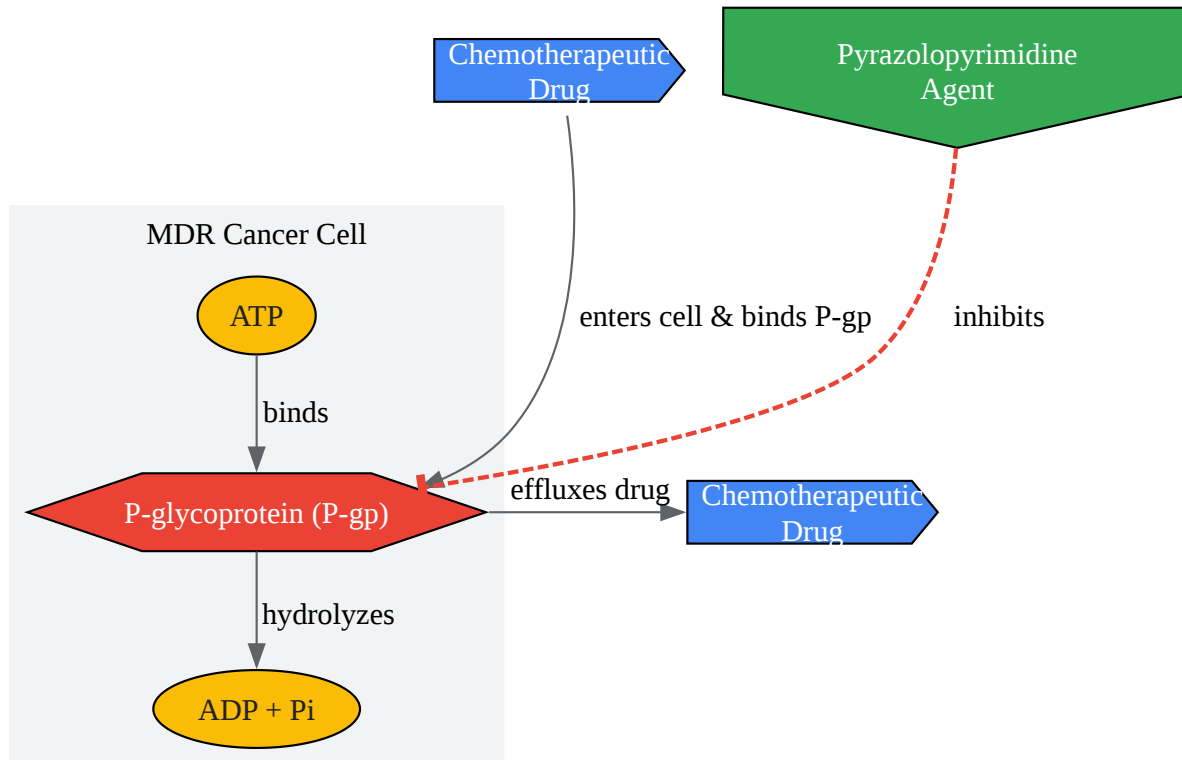 Chemotherapeutic
Drug
Pyrazolopyrimidine
Agent
MDR Cancer Cell
ATP
enters cell & binds P-gp
inhibits
binds
P-glycoprotein (P-gp)
effluxes drug
Chemotherapeutic
Drug
hydrolyzes
ADP + Pi